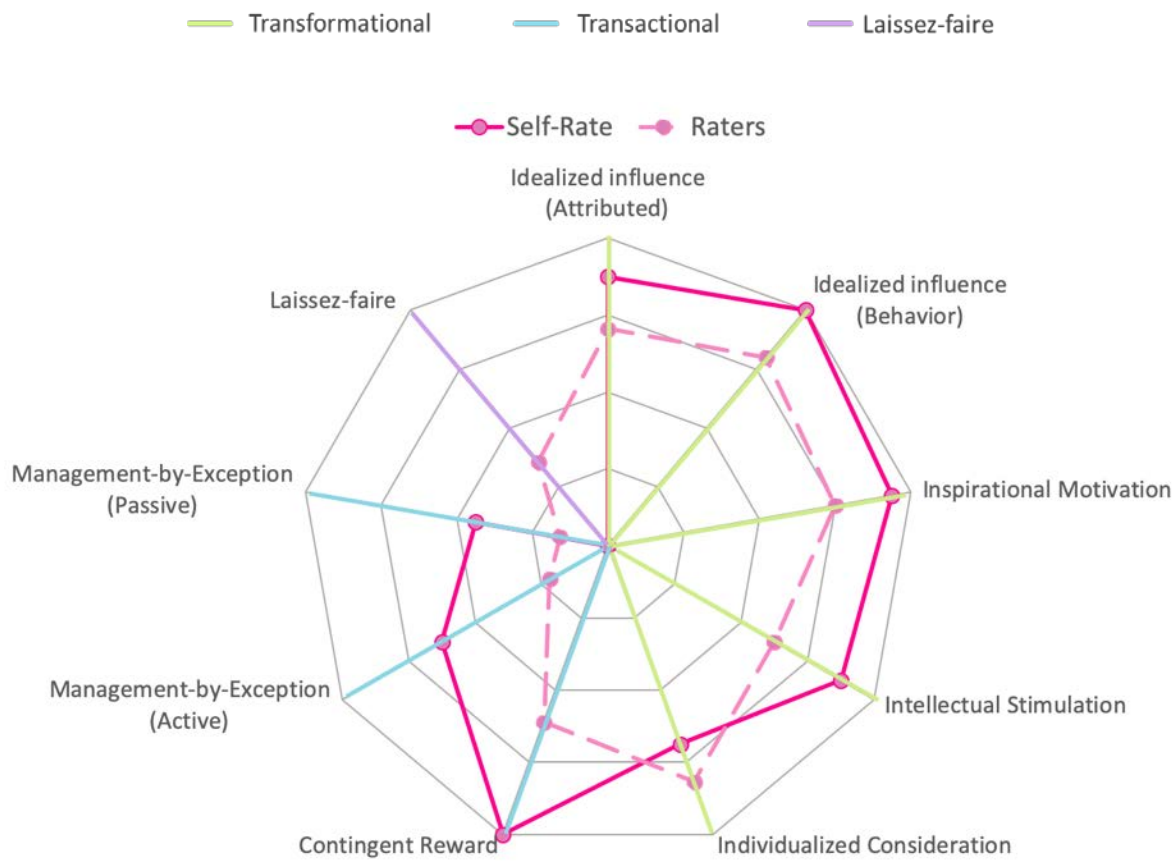 Transformational
Transactional
Laissez-faire
Self-Rate
Raters
Idealized influence
(Attributed)
Idealized influence
(Behavior)
Laissez-faire
Management-by-Exception
(Passive)
Inspirational Motivation
Management-by-Exception
(Active)
Intellectual Stimulation
Contingent Reward
Individualized Consideration